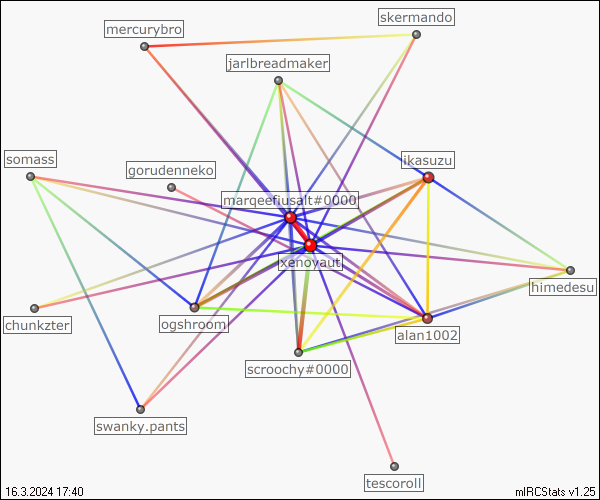 skermando
mercurybro
jarlbreadmaker
somass
ikasuzu
gorudenneko
marqeefiusalt#0000
xenoyaut
himedesu
chunkzter
ogshroom
alan1002
scroochy#0000
swanky.pants
tescoroll
16.3.2024 17:40
mIRCStats v1.25